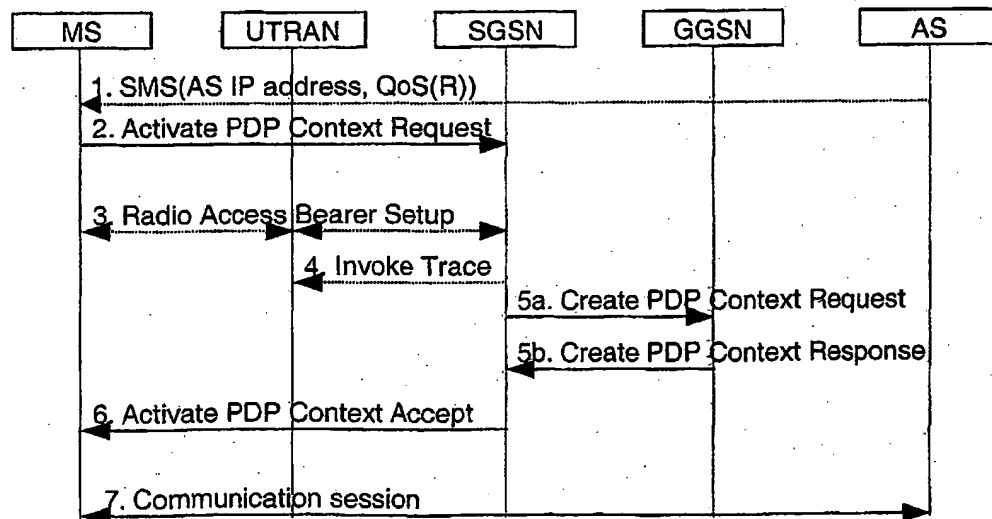 MS UTRAN SGSN GGSN AS
1. SMS(AS IP address, QoS(R))
2. Activate PDP Context Request
3. Radio Access Bearer Setup
4. Invoke Trace
5a. Create PDP Context Request
5b. Create PDP Context Response
6. Activate PDP Context Accept
7. Communication session